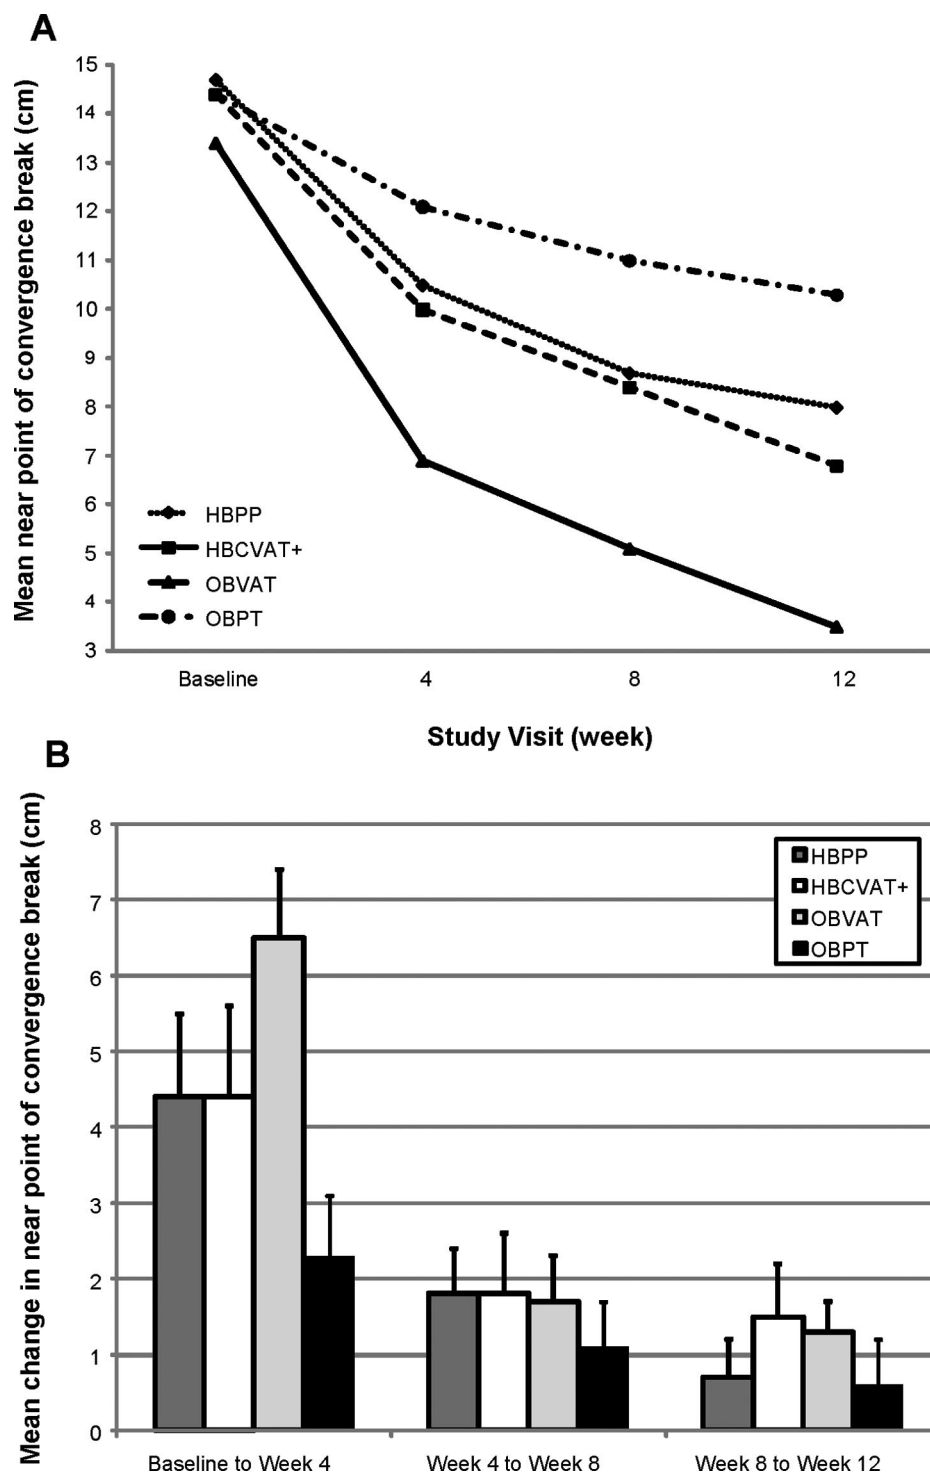 A
Mean near point of convergence break (cm)
15
14
13
12
11
10
9
8
7
6
5
4
3
HBPP
HBCVAT+
OBVAT
OBPT
Baseline 4 8 12
Study Visit (week)
B
Mean change in near point of convergence break (cm)
8
7
6
5
4
3
2
1
0
HBPP
HBCVAT+
OBVAT
OBPT
Baseline to Week 4 Week 4 to Week 8 Week 8 to Week 12